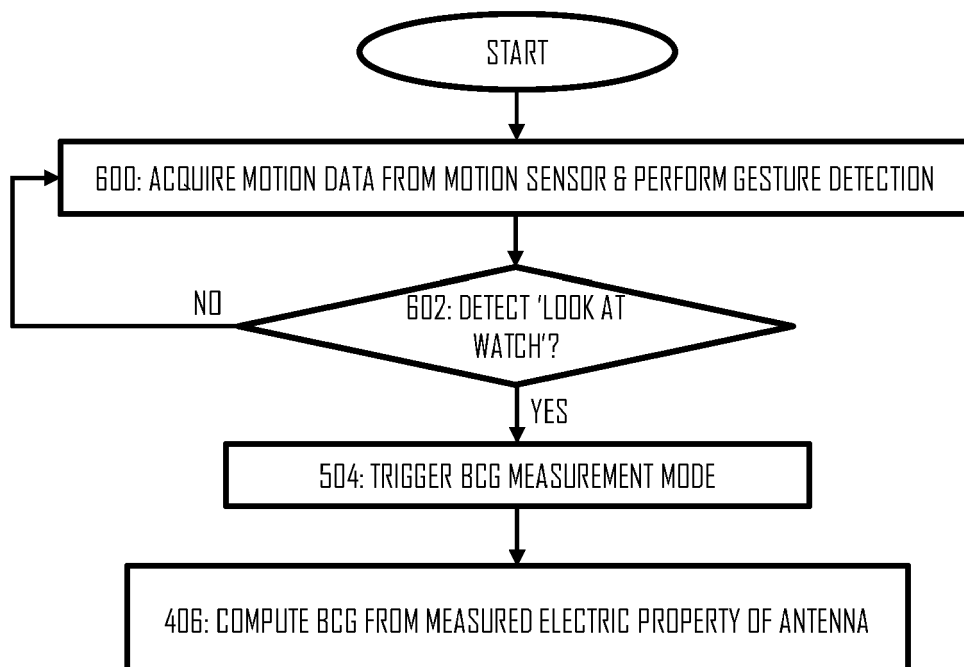 START
600: ACQUIRE MOTION DATA FROM MOTION SENSOR & PERFORM GESTURE DETECTION
602: DETECT 'LOOK AT
WATCH'?
NO
YES
504: TRIGGER BCG MEASUREMENT MODE
406: COMPUTE BCG FROM MEASURED ELECTRIC PROPERTY OF ANTENNA